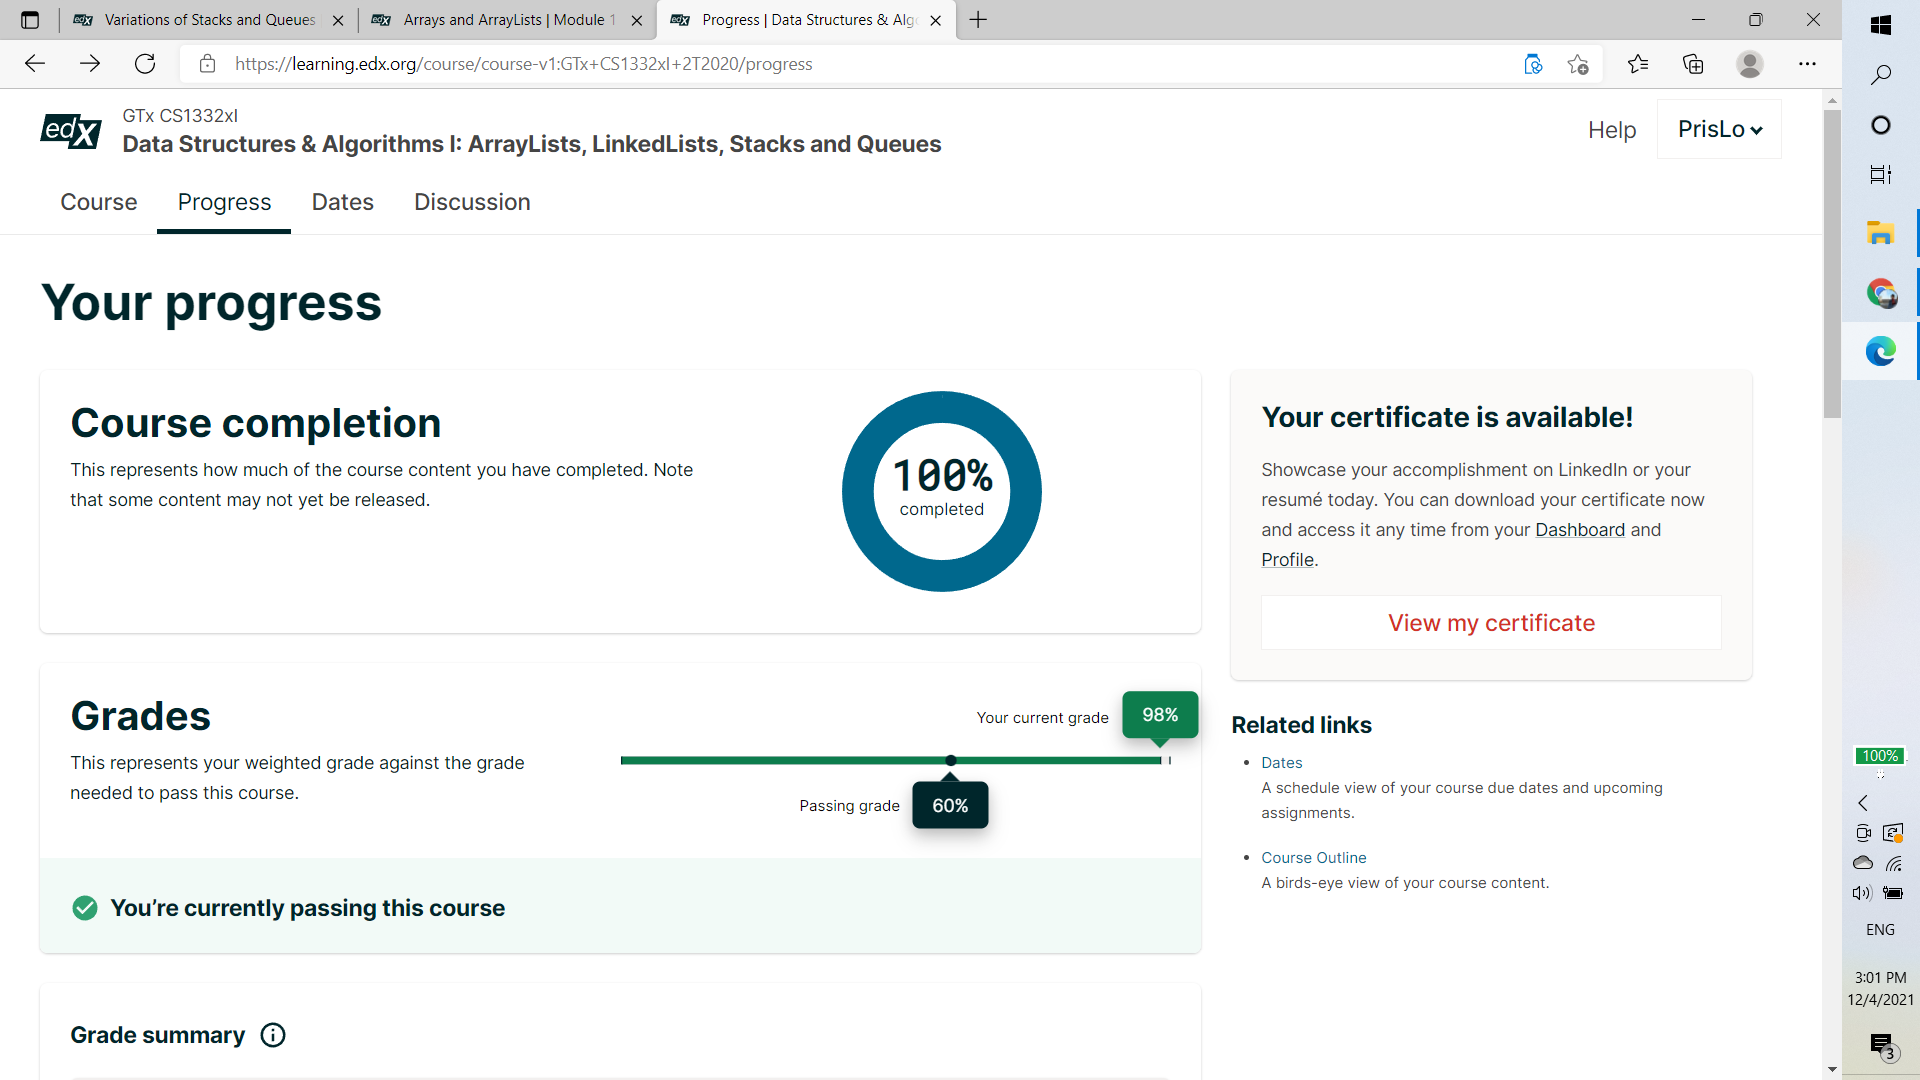 Variations of Stacks and Queues
Arrays and ArrayLists | Module 1
Progress | Data Structures & Algo
https://learning.edx.org/course/course-v1:GTx+CS1332xI+2T2020/progress
edX
GTx CS1332xI
Data Structures & Algorithms I: ArrayLists, LinkedLists, Stacks and Queues
Help
PrisLo
Course
Progress
Dates
Discussion
Your progress
Course completion
This represents how much of the course content you have completed. Note
that some content may not yet be released.
100%
completed
Your certificate is available!
Showcase your accomplishment on LinkedIn or your
resumé today. You can download your certificate now
and access it any time from your Dashboard and
Profile.
View my certificate
Grades
This represents your weighted grade against the grade
needed to pass this course.
Your current grade
98%
Passing grade
60%
You’re currently passing this course
Related links
Dates
A schedule view of your course due dates and upcoming
assignments.
Course Outline
A birds-eye view of your course content.
Grade summary
100%
ENG
3:01 PM
12/4/2021
3